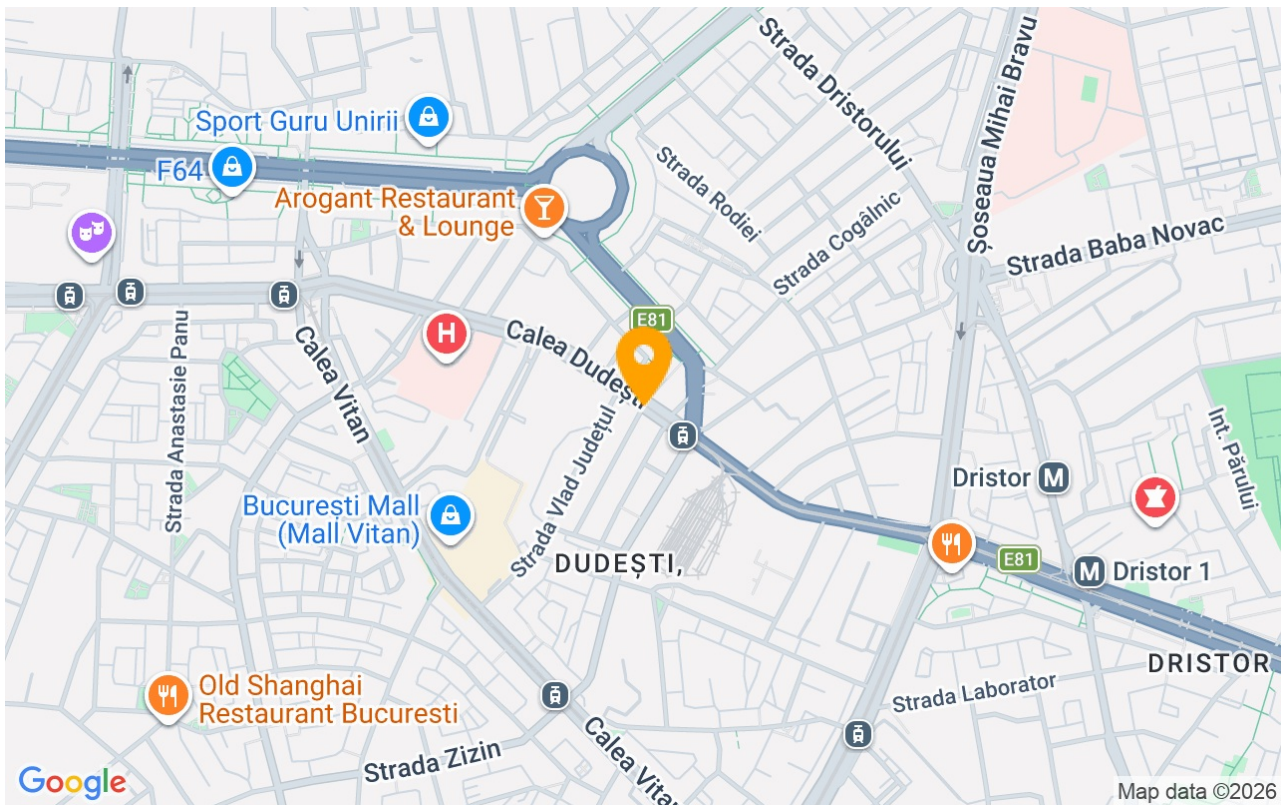 Strada Dristorului
Șoseaua Mihai Bravu
Sport Guru Unirii
F64
Strada Rodiei
Arogant Restaurant
& Lounge
Strada Cogâlnic
Strada Baba Novac
E81
H
Calea Dudești
Strada Anastasie Panu
Calea Vitan
Strada Vlad Județul
Int. Părului
Dristor M
Bucuresti Mall
(Mall Vitan)
DUDEȘTI,
E81
M Dristor 1
DRISTOR
Old Shanghai
Restaurant Bucuresti
Strada Laborator
Strada Zizin
Calea Vitan
Google
Map data ©2026